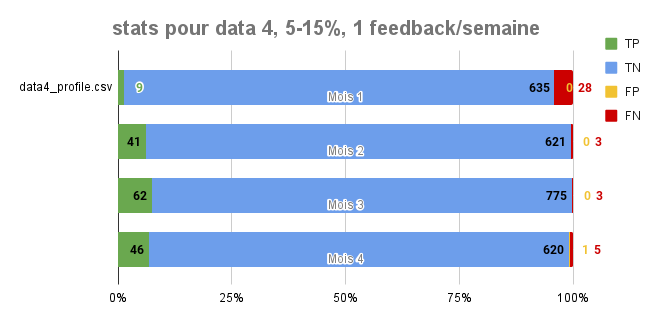 stats pour data 4, 5-15%, 1 feedback/semaine
TP
TN
FP
FN
data4_profile.csv
9 635 0 28
Mois 1
41 621 0 3
Mois 2
62 775 0 3
Mois 3
46 620 1 5
Mois 4
0% 25% 50% 75% 100%